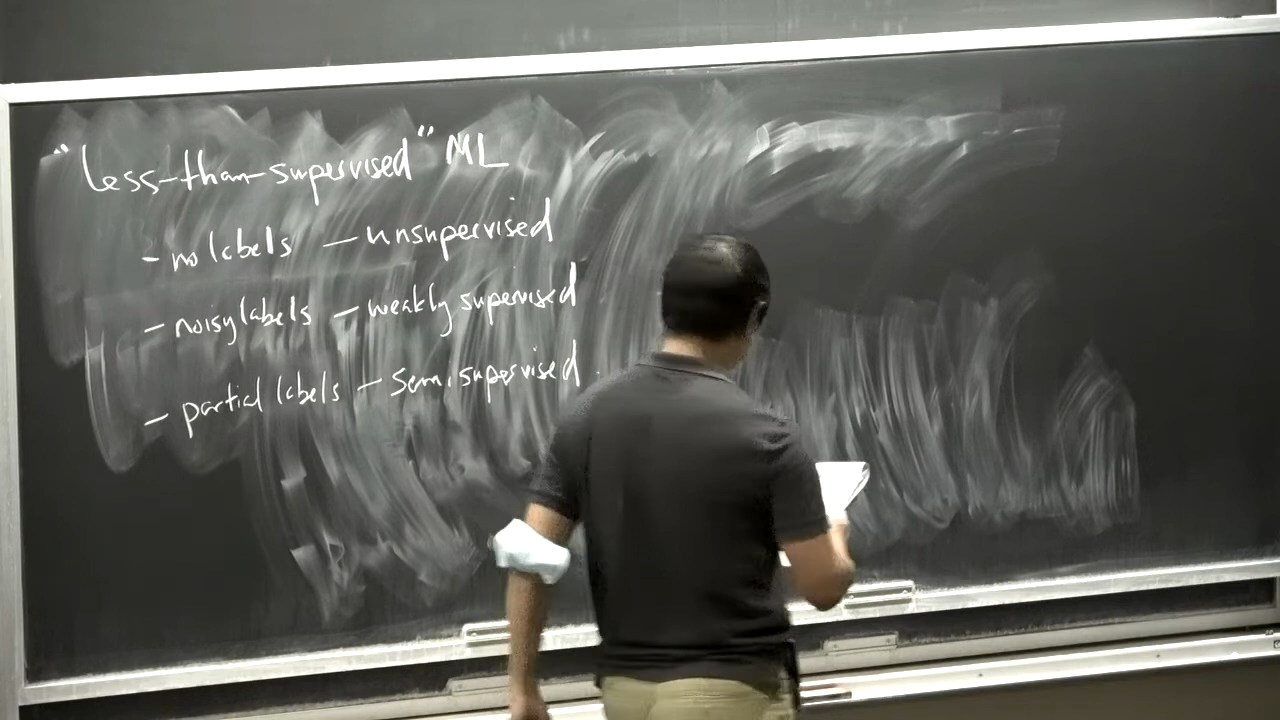 "less-than-supervised" ML
- no labels — unsupervised
- noisy labels — weakly supervised
- partial labels — semi supervised